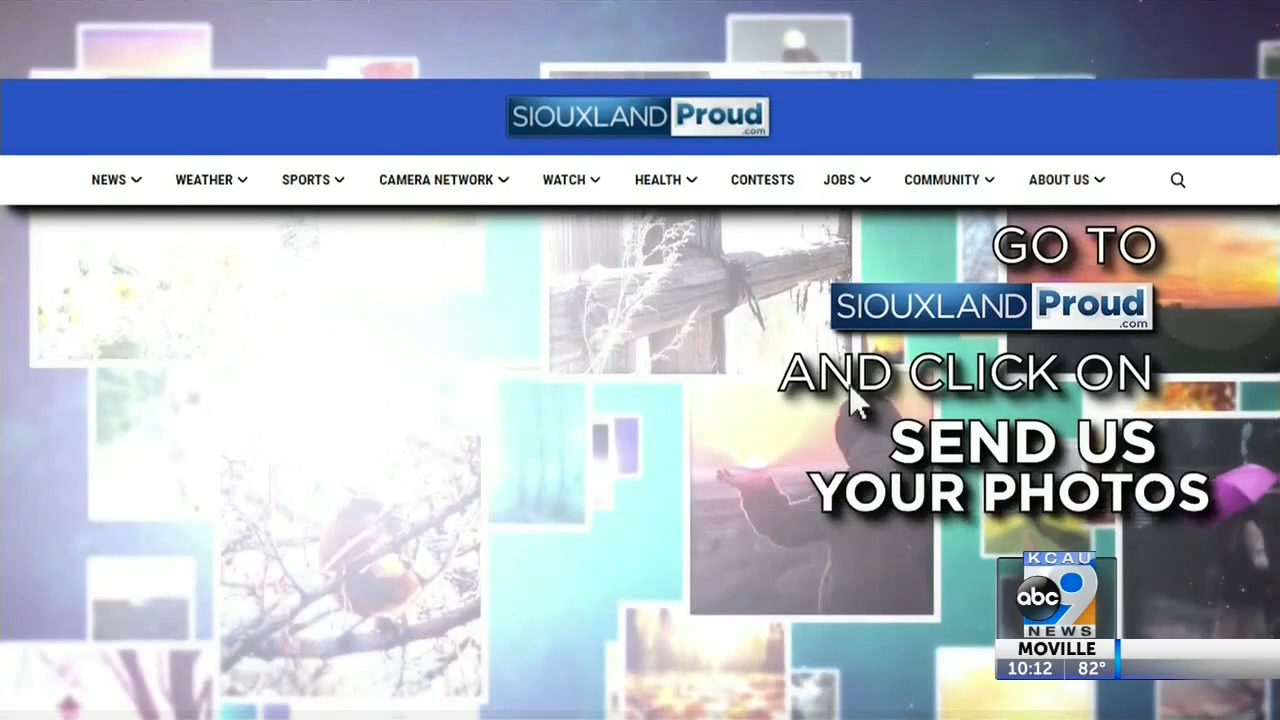 SIOUXLAND Proud .com
NEWS WEATHER SPORTS CAMERA NETWORK WATCH HEALTH CONTESTS JOBS COMMUNITY ABOUT US
GO TO
SIOUXLAND Proud .com
AND CLICK ON
SEND US
YOUR PHOTOS
KCAU
abc 9
NEWS
MOVILLE
10:12 82°